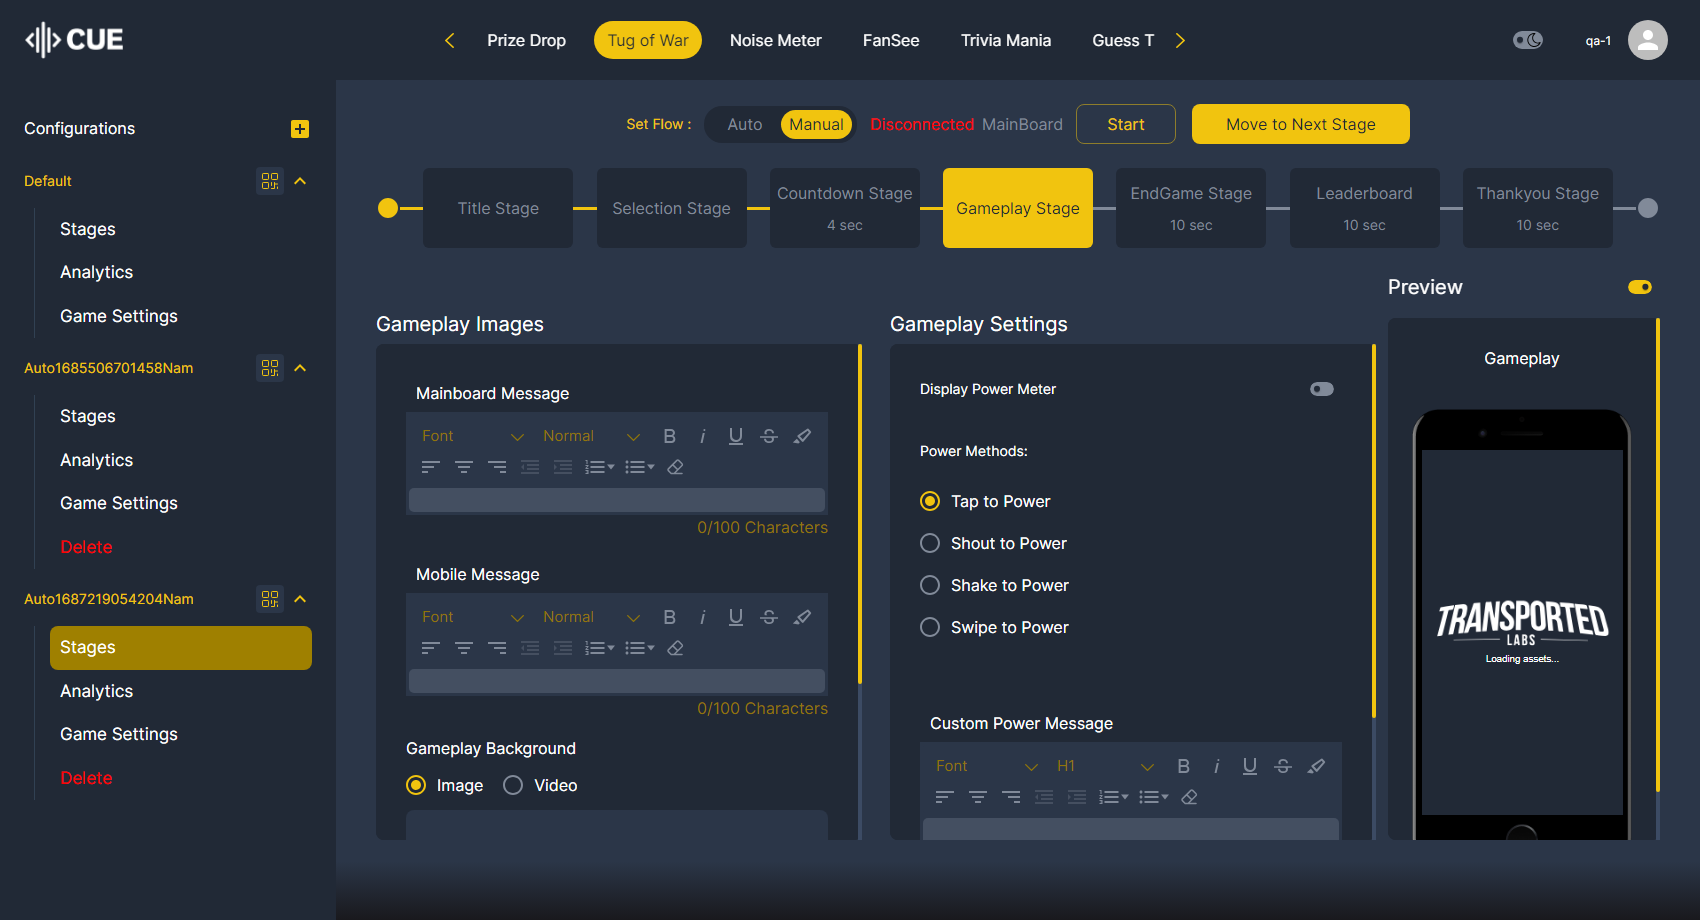 CUE
Prize Drop
Tug of War
Noise Meter
FanSee
Trivia Mania
Guess T
qa-1
Configurations
Default
Stages
Analytics
Game Settings
Auto1685506701458Nam
Stages
Analytics
Game Settings
Delete
Auto1687219054204Nam
Stages
Analytics
Game Settings
Delete
Set Flow :
Auto
Manual
Disconnected MainBoard
Start
Move to Next Stage
Title Stage
Selection Stage
Countdown Stage
4 sec
Gameplay Stage
EndGame Stage
10 sec
Leaderboard
10 sec
Thankyou Stage
10 sec
Gameplay Images
Mainboard Message
Font
Normal
B i U S
0/100 Characters
Mobile Message
Font
Normal
B i U S
0/100 Characters
Gameplay Background
Image
Video
Gameplay Settings
Display Power Meter
Power Methods:
Tap to Power
Shout to Power
Shake to Power
Swipe to Power
Custom Power Message
Font
H1
B i U S
Preview
Gameplay
TRANSPORTED
LABS
Loading assets...